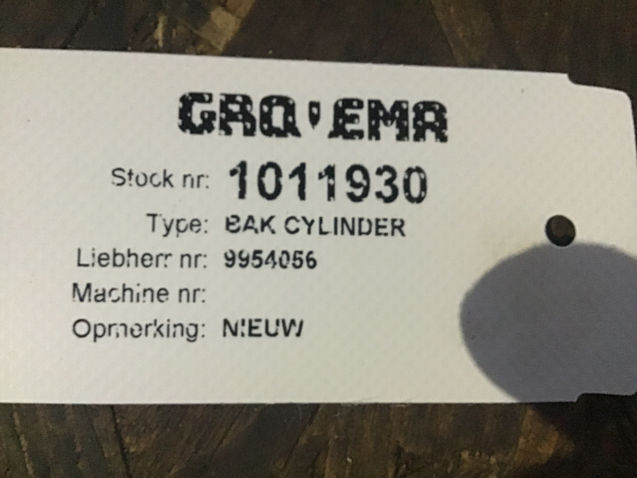 GRO'EMA
Stock nr: 1011930
Type: BAK CYLINDER
Liebherr nr: 9954056
Machine nr:
Opmerking: NIEUW